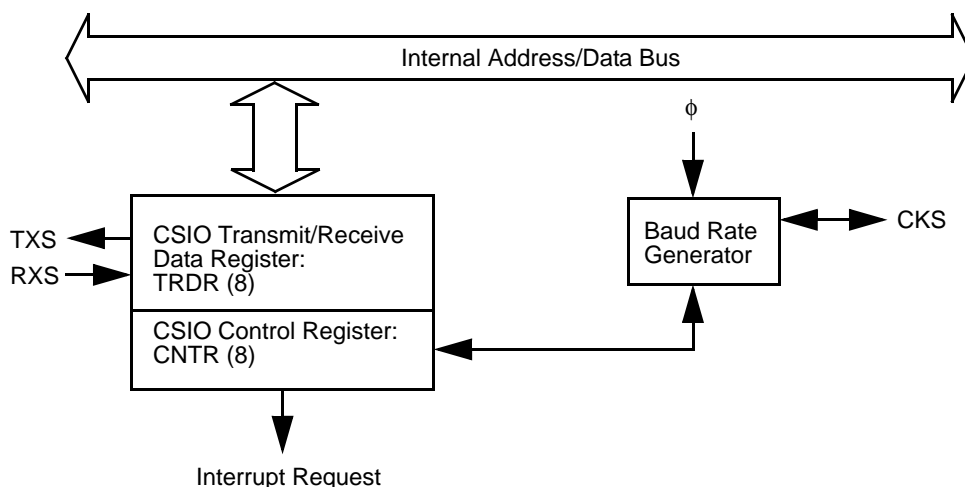 Internal Address/Data Bus
ϕ
TXS
RXS
CSIO Transmit/Receive
Data Register:
TRDR (8)
CSIO Control Register:
CNTR (8)
Baud Rate
Generator
CKS
Interrupt Request